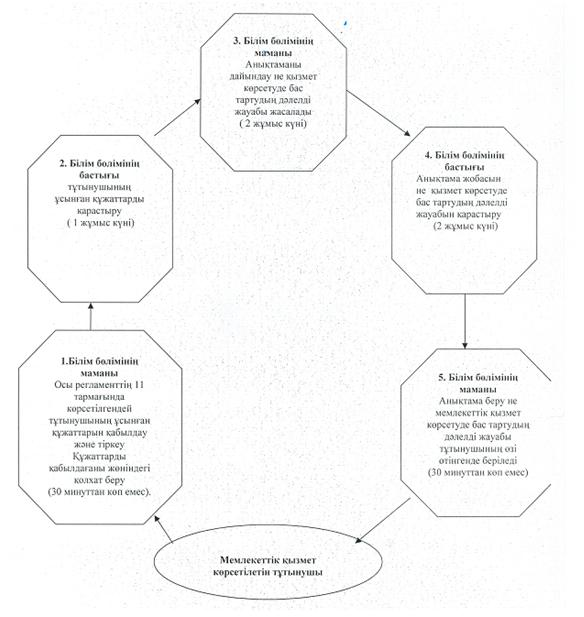 3. Білім бөлімінің
маманы
Анықтаманы
дайындау не қызмет
көрсетуде бас
тартудың дәлелді
жауабы жасалады
( 2 жұмыс күні)
2. Білім бөлімінің
бастығы
тұтынушының
ұсынған құжаттарды
қарастыру
( 1 жұмыс күні)
4. Білім бөлімінің
бастығы
Анықтама жобасын
не қызмет көрсетуде
бас тартудың дәлелді
жауабын қарастыру
(2 жұмыс күні)
1.Білім бөлімінің
маманы
Осы регламенттің 11
тармағында
көрсетілгендей
тұтынушының ұсынған
құжаттарын қабылдау
және тіркеу
Құжаттарды
қабылдағаны жөніндегі
қолхат беру
(30 минуттан көп емес).
5. Білім бөлімінің
маманы
Анықтама беру не
мемлекеттік қызмет
көрсетуде бас тартудың
дәлелді жауабы
тұтынушының өзі
өтінгенде беріледі
(30 минуттан көп емес)
Мемлекеттік қызмет
көрсетілетін тұтынушы